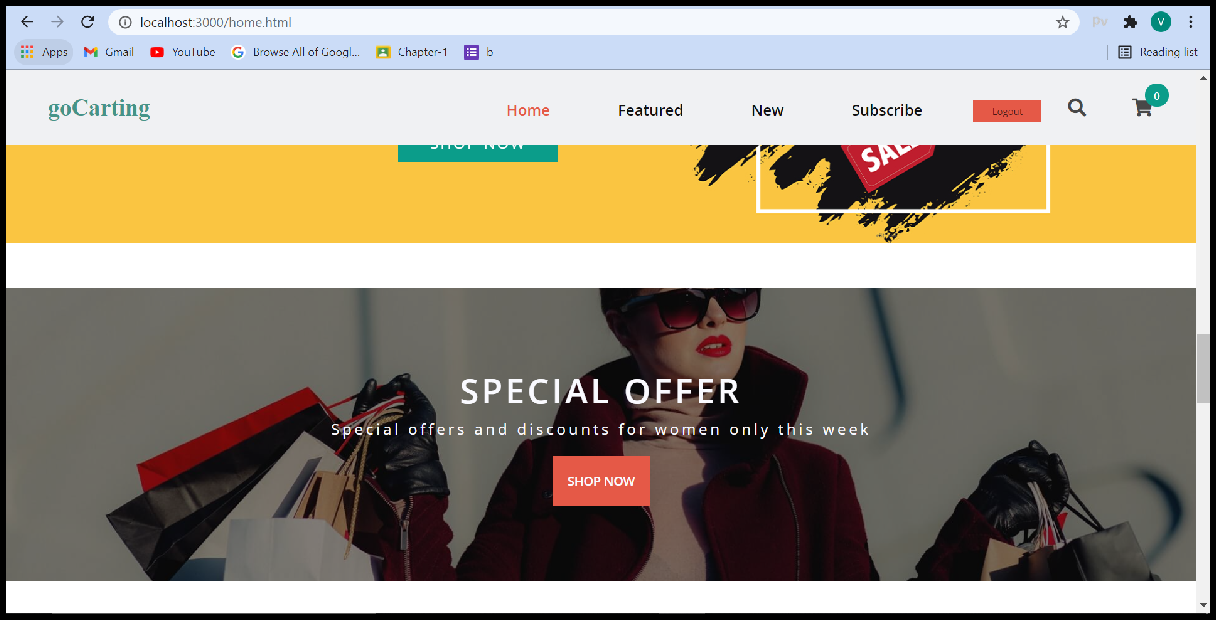 localhost:3000/home.html
Pv
V
Apps
Gmail
YouTube
Browse All of Googl...
Chapter-1
b
Reading list
goCarting
Home
Featured
New
Subscribe
Logout
0
SHOP NOW
SALE
SPECIAL OFFER
Special offers and discounts for women only this week
SHOP NOW